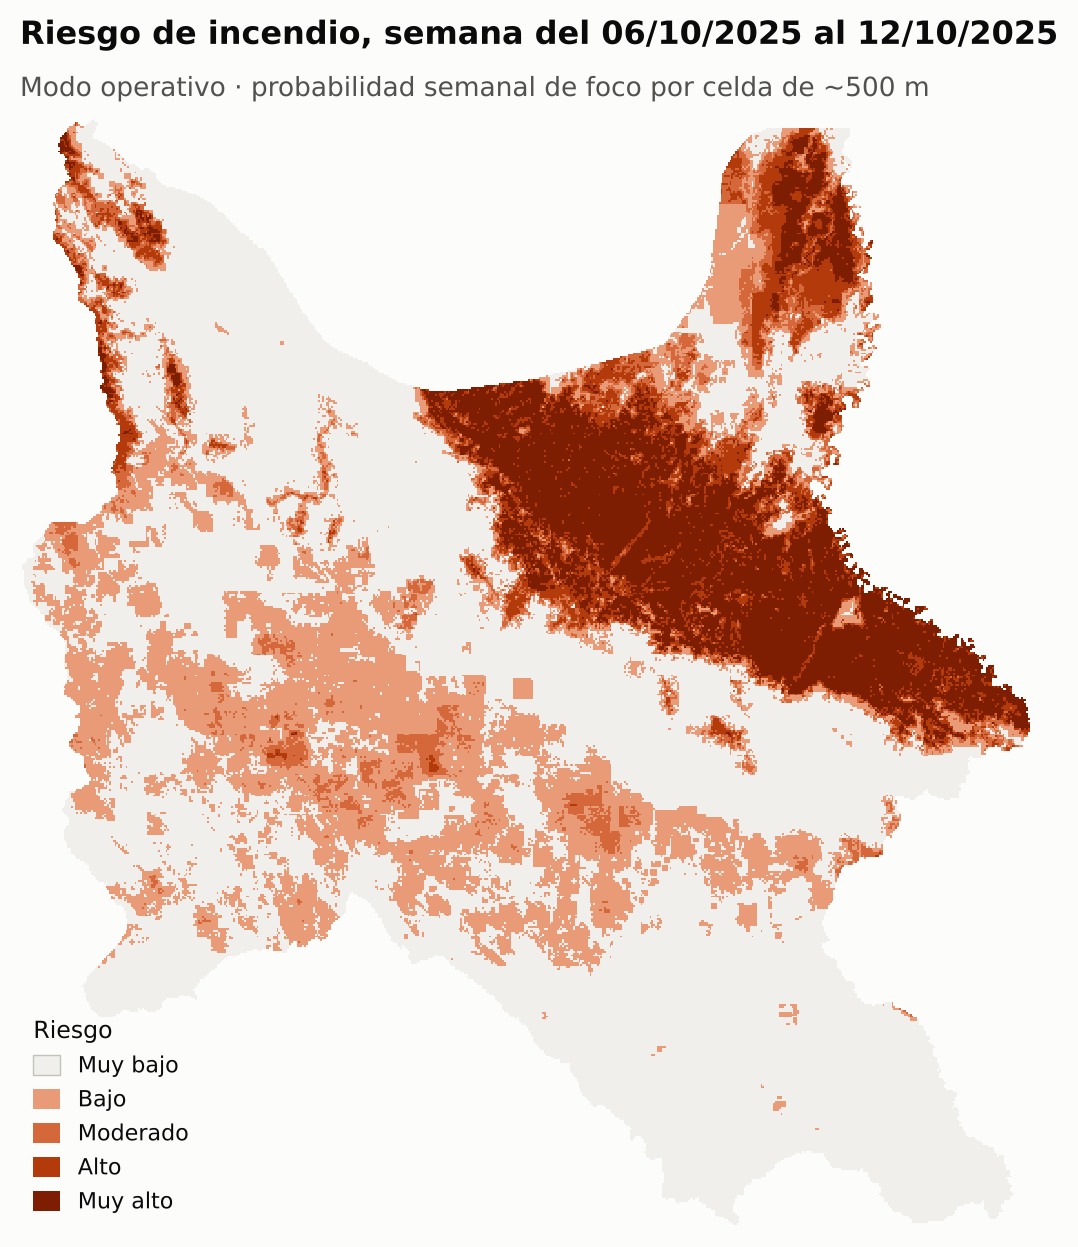 Riesgo de incendio, semana del 06/10/2025 al 12/10/2025
Modo operativo · probabilidad semanal de foco por celda de ~500 m
Riesgo
Muy bajo
Bajo
Moderado
Alto
Muy alto